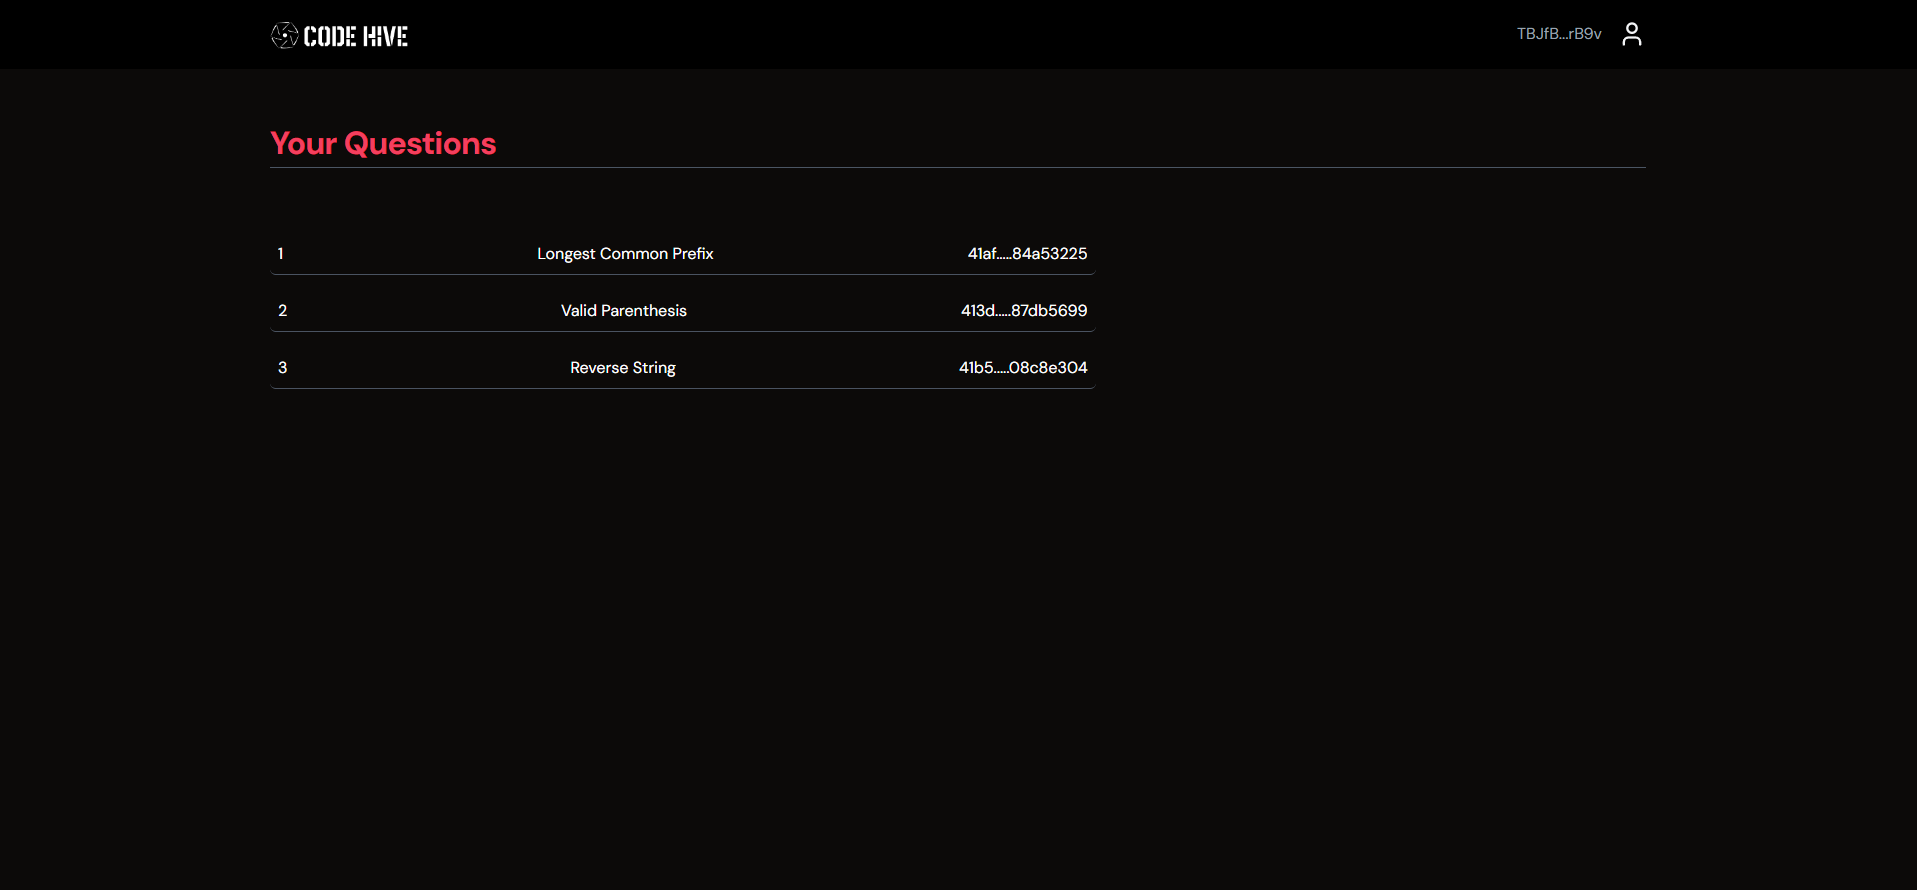 CODE HIVE
TBJfB...rB9v
Your Questions
1 Longest Common Prefix 41af.....84a53225
2 Valid Parenthesis 413d.....87db5699
3 Reverse String 41b5.....08c8e304